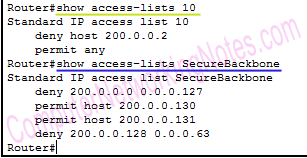 Router#show access-lists 10
Standard IP access list 10
deny host 200.0.0.2
permit any
Router#show access-lists SecureBackbone
Standard IP access list SecureBackbone
deny 200.0.0.0 0.0.0.127
permit host 200.0.0.130
permit host 200.0.0.131
deny 200.0.0.128 0.0.0.63
Router#
ComputerNetworkingNotes.com